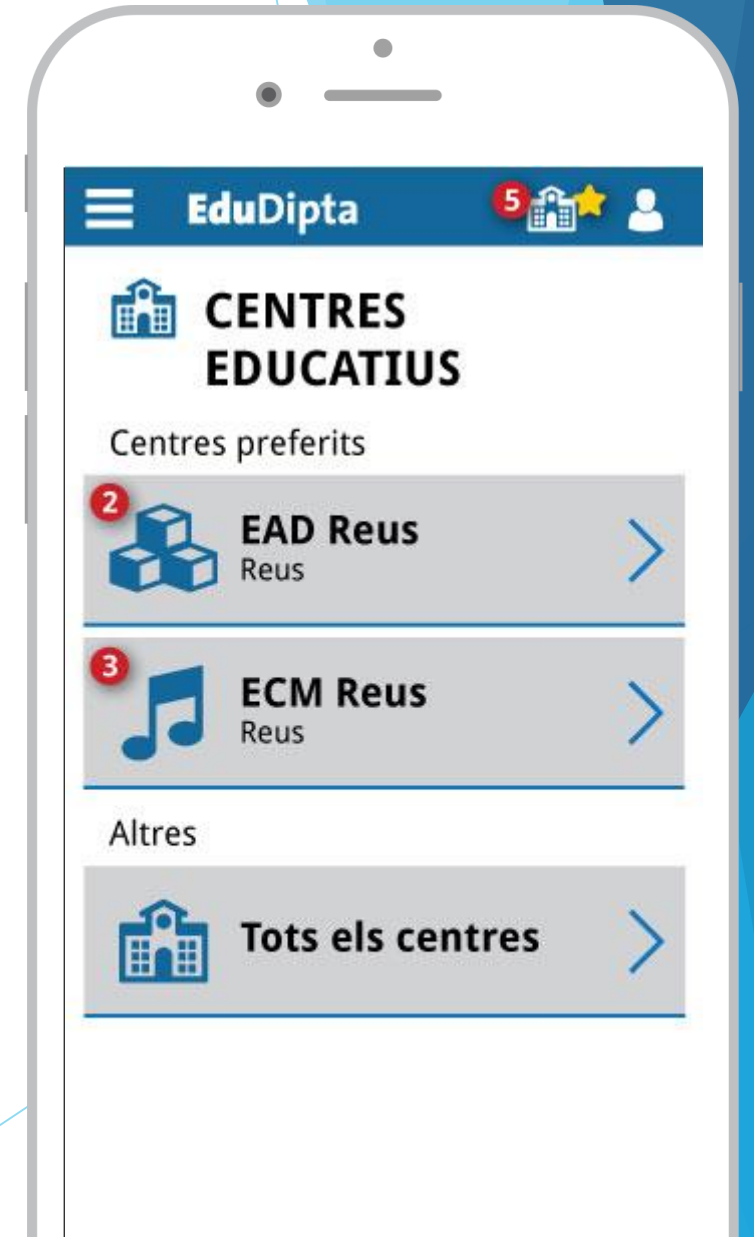 EduDipta 5
CENTRES
EDUCATIUS
Centres preferits
2
EAD Reus
Reus
3
ECM Reus
Reus
Altres
Tots els centres